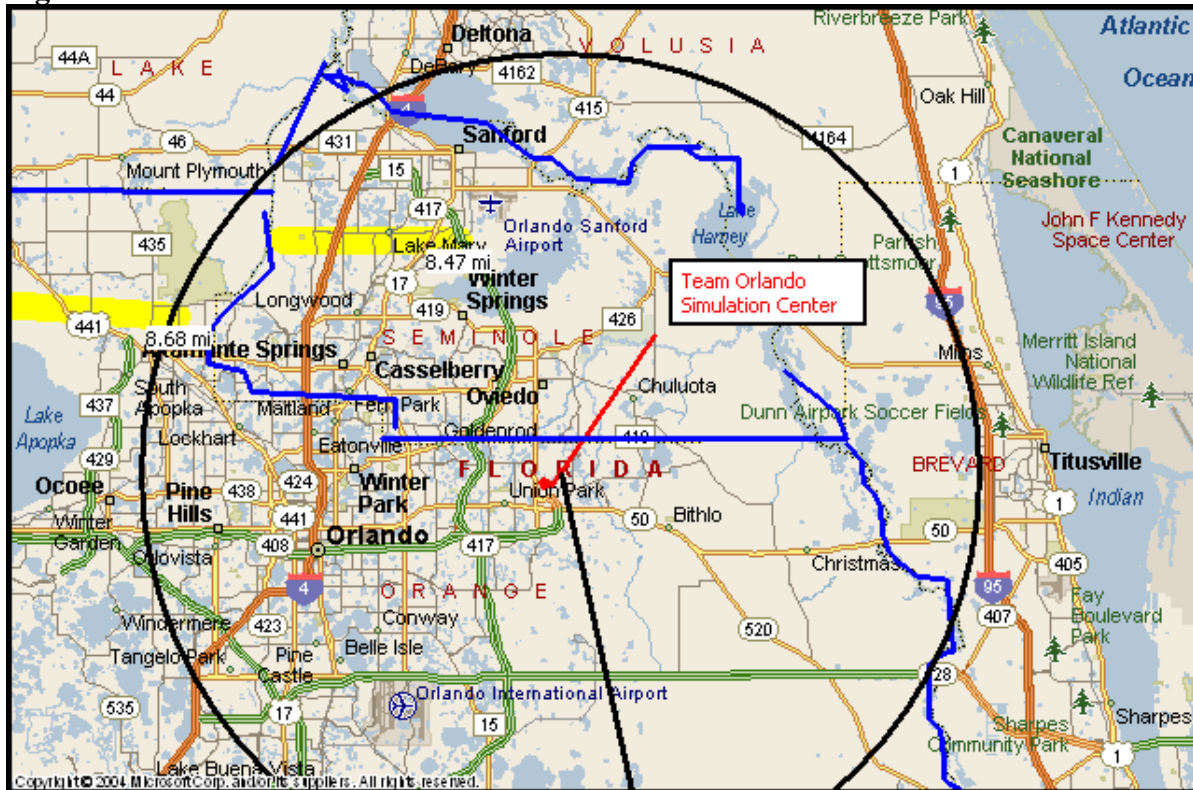 Deltona
VOLUSIA
Riverbreeze Park
Atlantic
Ocean
44A
LAKE
DeBary
4162
44
415
Oak Hill
4
46
431
Sanford
4164
Canaveral
National
Seashore
Mount Plymouth
15
1
417
Lake
Harney
Orlando Sanford
Airport
John F Kennedy
Space Center
435
Lake Mary
8.47 mi
Parrish
17
Winter
Springs
Team Orlando
Simulation Center
Longwood
419
441
8.68 mi
SEMINOLE
426
95
Mims
Merritt Island
National
Wildlife Ref
Altamonte Springs
Casselberry
South
Apopka
Oviedo
Chuluota
437
Maitland
Fern Park
Dunn Airpark Soccer Fields
Lake
Apopka
Lockhart
Eatonville
Goldenrod
419
429
FLORIDA
BREVARD
Titusville
Ocoee
424
Winter
Park
Union Park
Indian
Pine
Hills
438
1
Winter
Garden
441
50
Bithlo
50
Orlovista
408
Orlando
417
Christmas
405
4
ORANGE
95
407
Fay
Boulevard
Park
Windermere
423
Conway
520
Tangelo Park
Pine
Castle
Belle Isle
528
Orlando International Airport
535
17
15
Sharpes
Community Park
Sharpes
1
Lake Buena Vista
Copyright © 2004 Microsoft Corp. and/or its suppliers. All rights reserved.